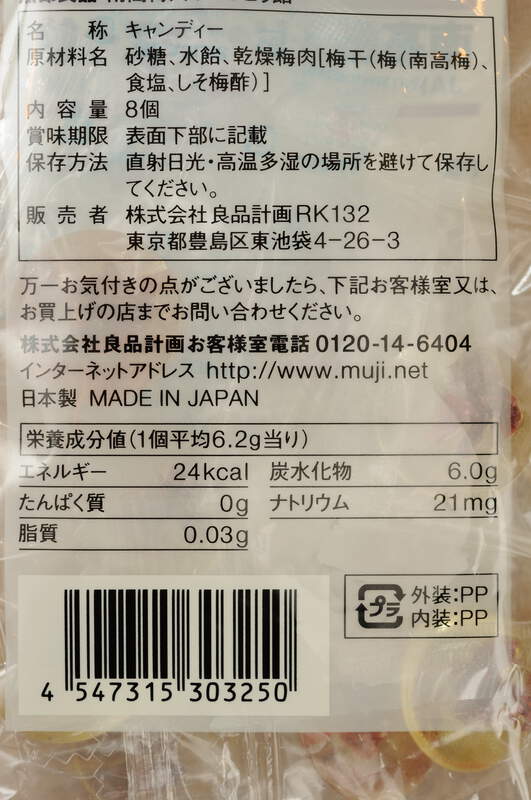 名称 キャンディー
原材料名 砂糖、水飴、乾燥梅肉[梅干(梅(南高梅)、
食塩、しそ梅酢)]
内容量 8個
賞味期限 表面下部に記載
保存方法 直射日光・高温多湿の場所を避けて保存し
てください。
販売者 株式会社良品計画RK132
東京都豊島区東池袋4-26-3
万一お気付きの点がございましたら、下記お客様室又は、
お買上げの店までお問い合わせください。
株式会社良品計画お客様室電話 0120-14-6404
インターネットアドレス http://www.muji.net
日本製 MADE IN JAPAN
栄養成分値(1個平均6.2g当り)
エネルギー 24kcal 炭水化物 6.0g
たんぱく質 0g ナトリウム 21mg
脂質 0.03g
プラ 外装:PP
内装:PP
4 547315 303250